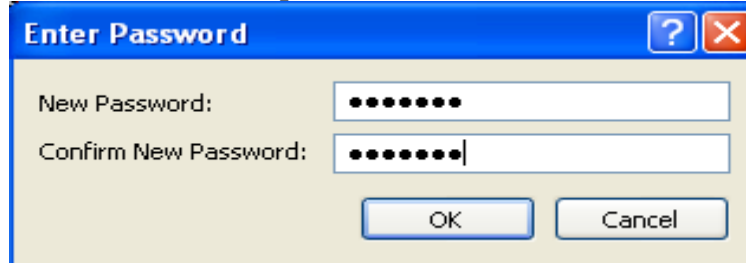 Enter Password
New Password: •••••••
Confirm New Password: •••••••
OK Cancel